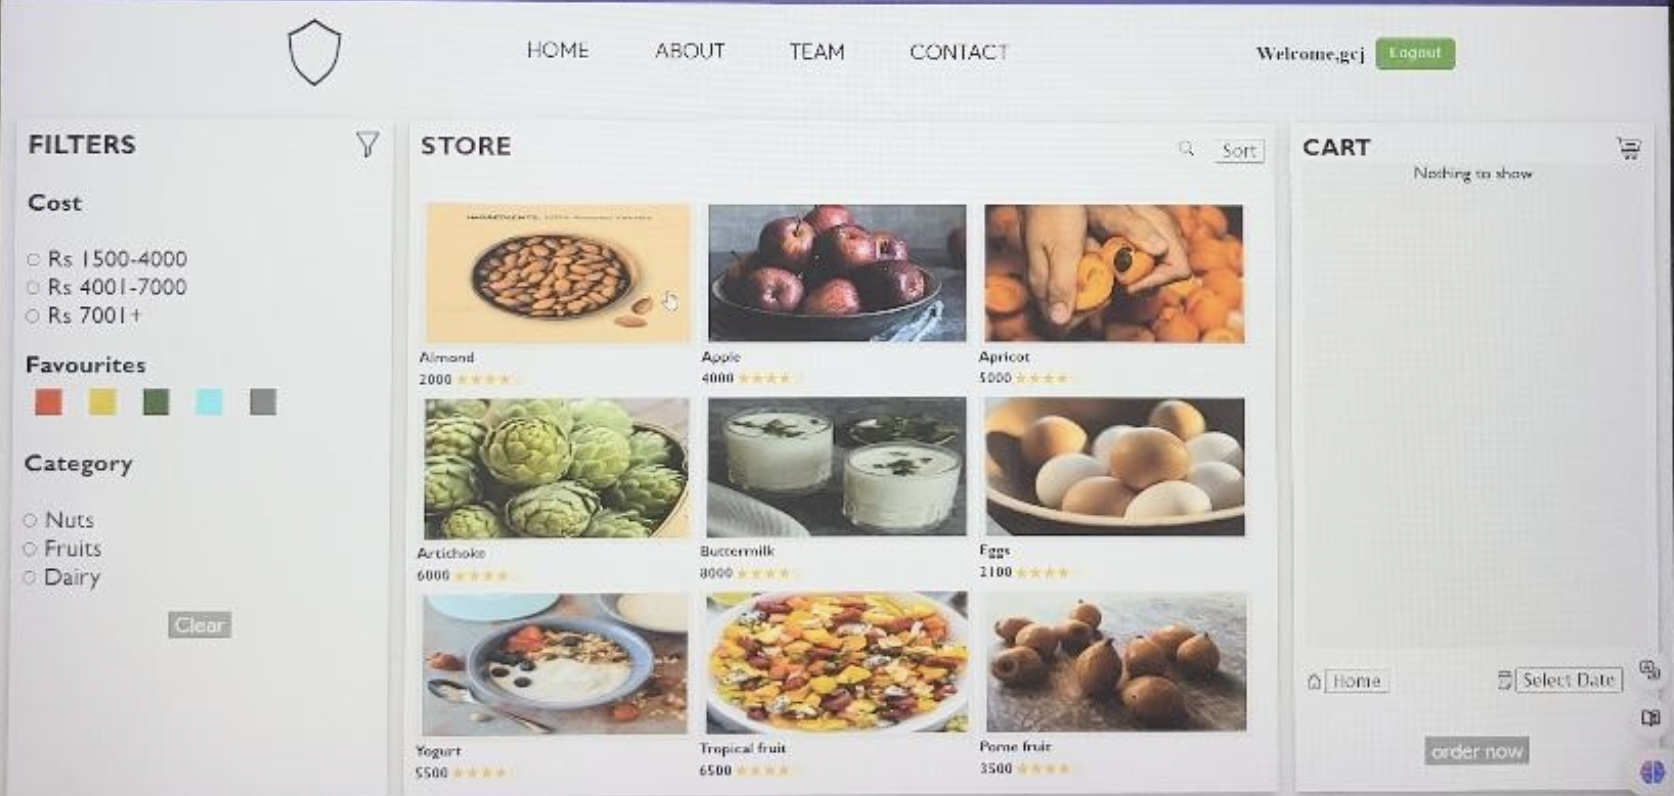 HOME ABOUT TEAM CONTACT Welcome,gcj Logout
FILTERS
Cost
Rs 1500-4000
Rs 4001-7000
Rs 7001+
Favourites
Category
Nuts
Fruits
Dairy
Clear
STORE Sort
Almond Apple Apricot
2000 4000 5000
Artichoke Buttermilk Eggs
6000 8000 2100
Yogurt Tropical fruit Pome fruit
5500 6500 3500
CART
Nothing to show
Home Select Date
order now